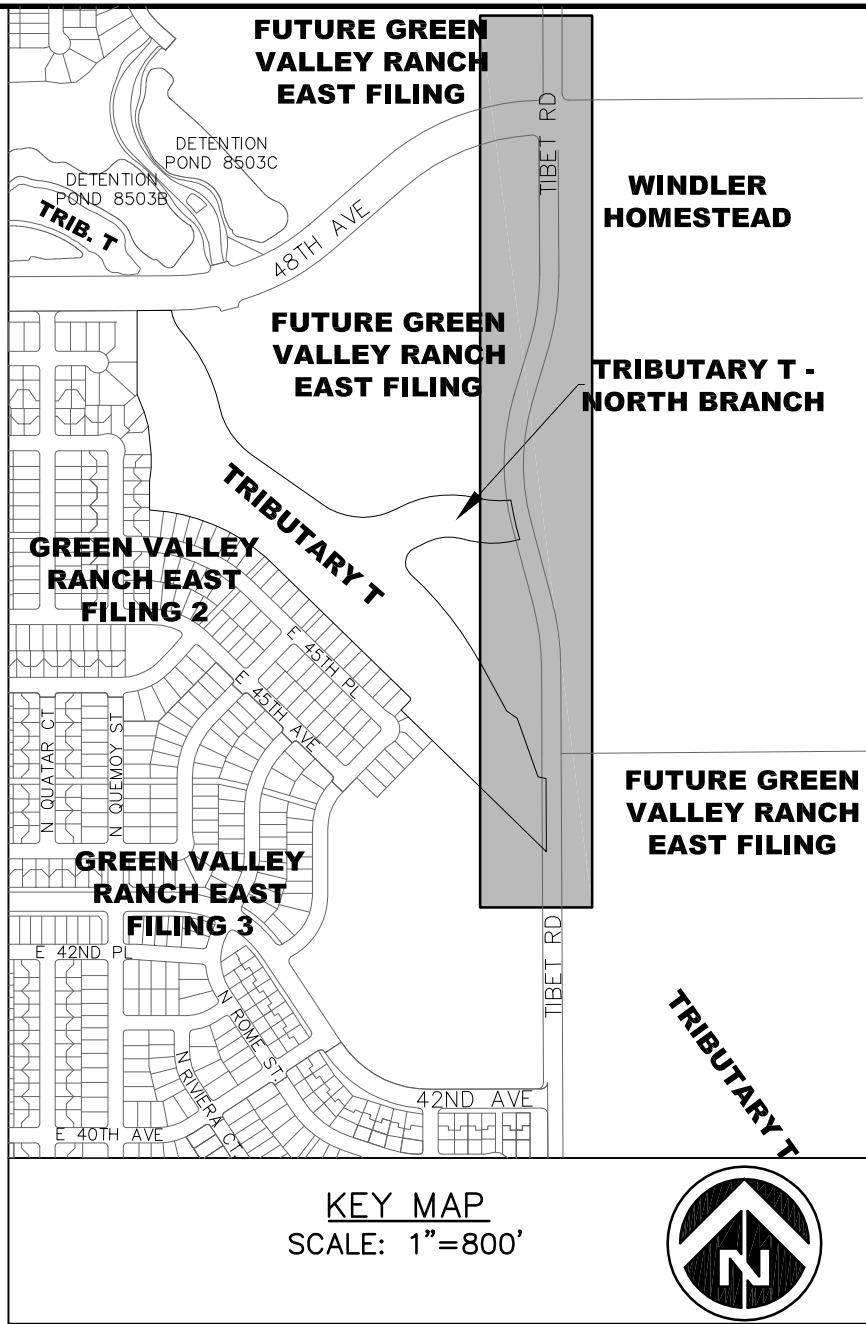 FUTURE GREEN
VALLEY RANCH
EAST FILING
TIBET RD
DETENTION
POND 8503C
DETENTION
POND 8503B
TRIB. T
48TH AVE
WINDLER
HOMESTEAD
FUTURE GREEN
VALLEY RANCH
EAST FILING
TRIBUTARY T -
NORTH BRANCH
TRIBUTARY T
GREEN VALLEY
RANCH EAST
FILING 2
E 45TH PL
E 45TH AVE
N QUATAR CT
N QUEMOY ST
FUTURE GREEN
VALLEY RANCH
EAST FILING
GREEN VALLEY
RANCH EAST
FILING 3
E 42ND PL
TIBET RD
N ROME ST.
N RIVIERA CT
TRIBUTARY T
42ND AVE
E 40TH AVE
KEY MAP
SCALE: 1"=800'
N